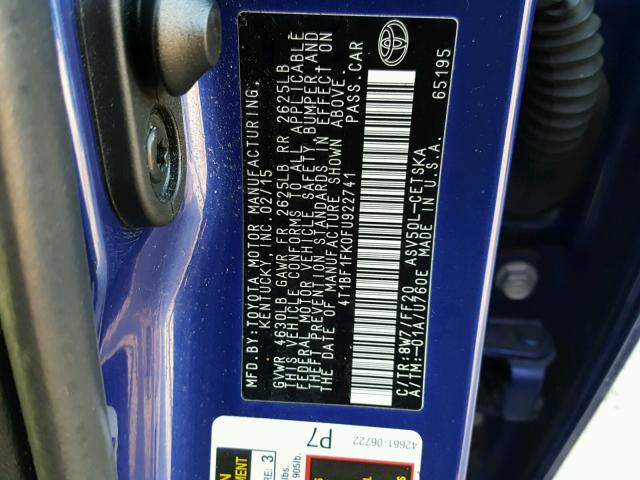 MFD. BY:TOYOTA MOTOR MANUFACTURING,
KENTUCKY, INC. 02/15
GVWR 4630LB GAWR FR 2625LB RR 2625LB
THIS VEHICLE CONFORMS TO ALL APPLICABLE
FEDERAL MOTOR VEHICLE SAFETY, BUMPER, AND
THEFT PREVENTION STANDARDS IN EFFECT ON
THE DATE OF MANUFACTURE SHOWN ABOVE.
4T1BF1FK0FU922741 PASS.CAR
C/TR:8W7/FF20 ASV50L-CETSKA
A/TM:-01A/U760E MADE IN U.S.A.
65195
P7
42661-06722
3
905lb.
lbs.